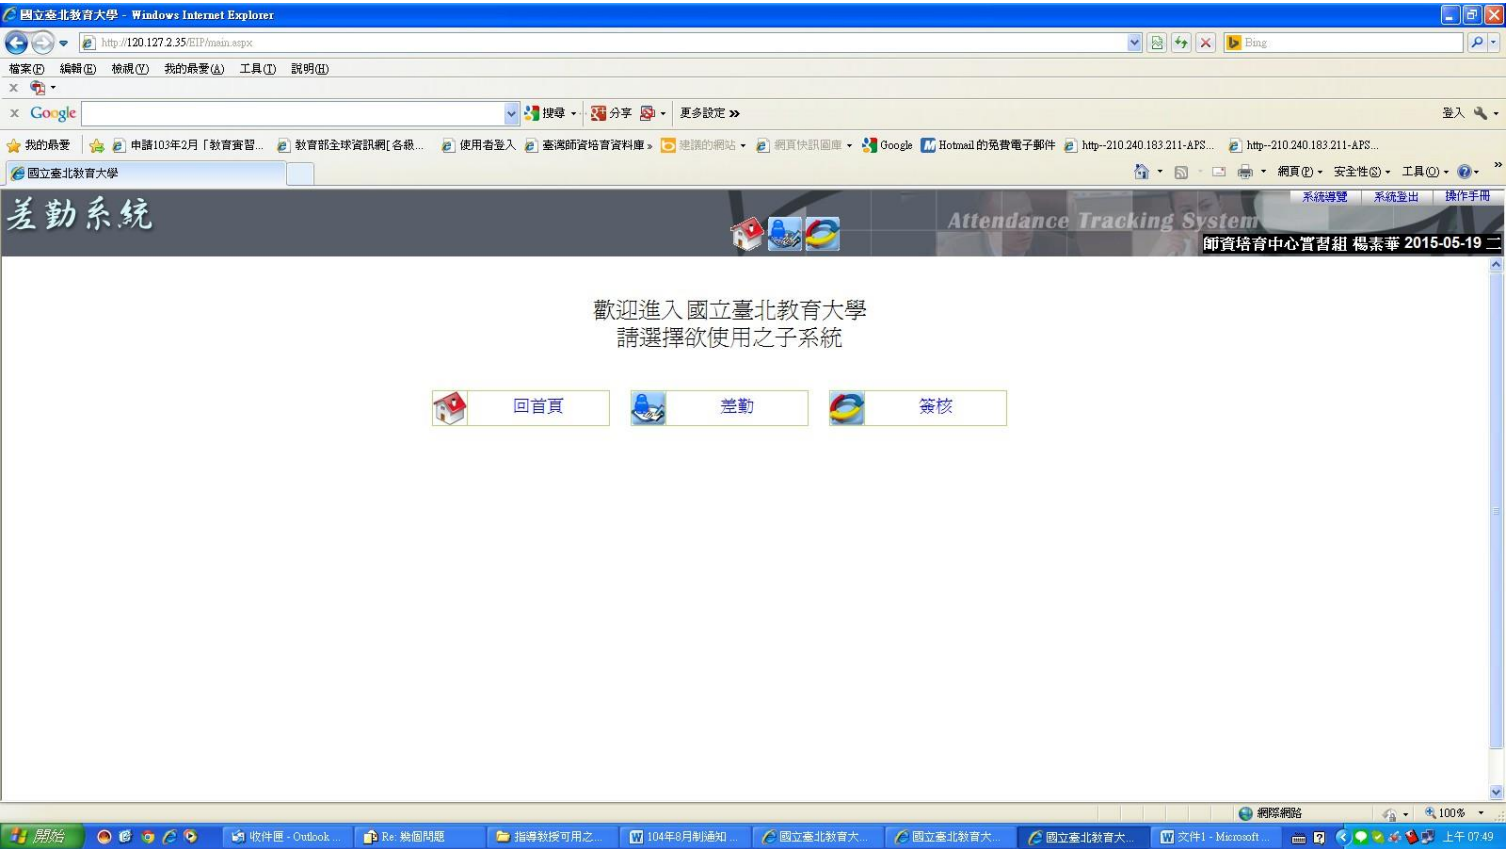 國立臺北教育大學 - Windows Internet Explorer
http://120.127.2.35/EIP/main.aspx
Bing
檔案(F) 編輯(E) 檢視(V) 我的最愛(A) 工具(T) 說明(H)
x
x Google 搜尋 分享 更多設定 » 登入
我的最愛 申請103年2月「教育實習... 教育部全球資訊網[各級... 使用者登入 臺灣師資培育資料庫» 建議的網站 網頁快訊圖庫 Google Hotmail 的免費電子郵件 http--210.240.183.211-APS... http--210.240.183.211-APS...
國立臺北教育大學 網頁(P) 安全性(S) 工具(O) »
差勤系統
Attendance Tracking System
系統導覽 系統登出 操作手冊
師資培育中心實習組 楊素華 2015-05-19 二
歡迎進入國立臺北教育大學
請選擇欲使用之子系統
回首頁 差勤 簽核
網際網路 100%
開始 收件匣 - Outlook ... Re: 幾個問題 指導教授可用之... 104年8月制通知 ... 國立臺北教育大... 國立臺北教育大... 國立臺北教育大... 文件1 - Microsoft ... 上午 07:49